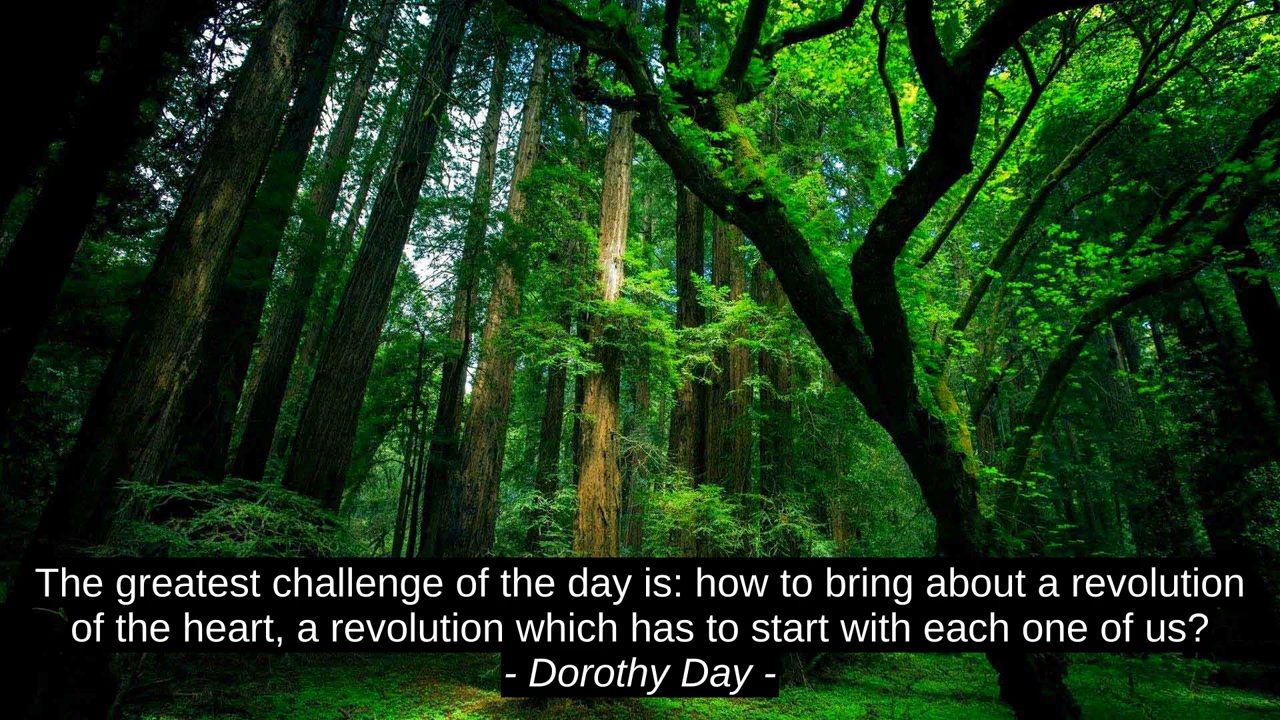 The greatest challenge of the day is: how to bring about a revolution
of the heart, a revolution which has to start with each one of us?
- Dorothy Day -